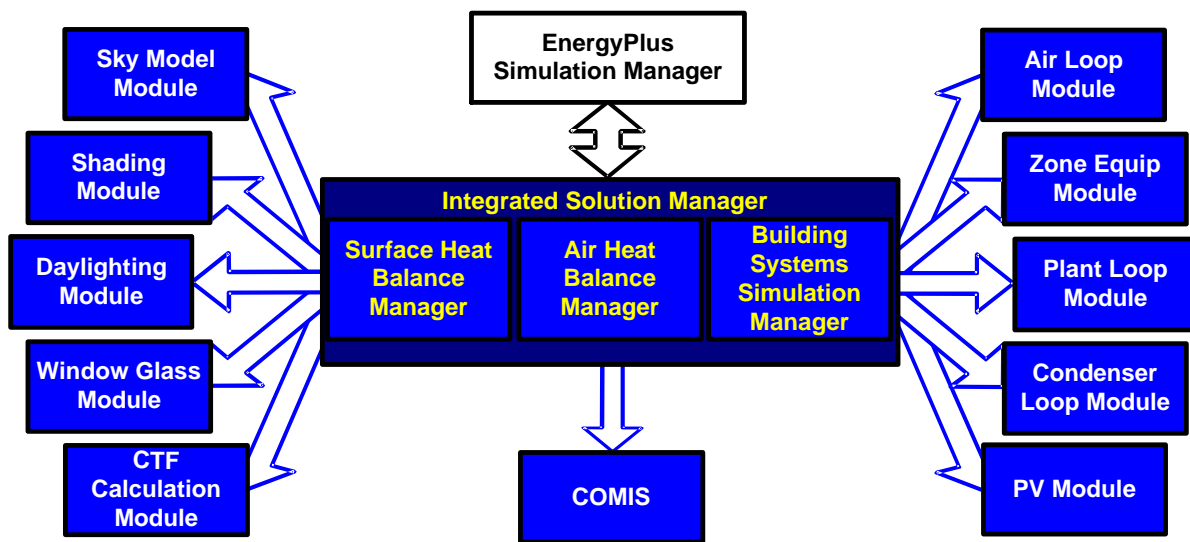 EnergyPlus
Simulation Manager
Sky Model
Module
Shading
Module
Daylighting
Module
Window Glass
Module
CTF
Calculation
Module
Integrated Solution Manager
Surface Heat
Balance
Manager
Air Heat
Balance
Manager
Building
Systems
Simulation
Manager
COMIS
Air Loop
Module
Zone Equip
Module
Plant Loop
Module
Condenser
Loop Module
PV Module